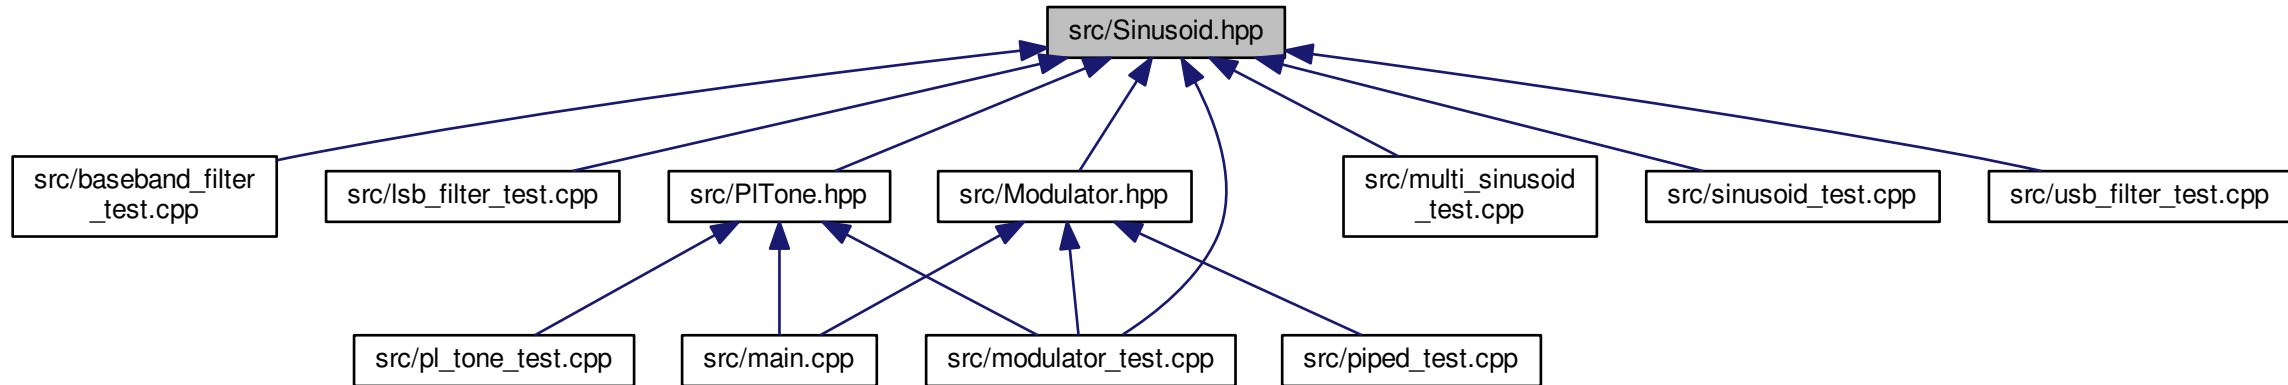 src/Sinusoid.hpp
src/baseband_filter
_test.cpp
src/lsb_filter_test.cpp
src/PlTone.hpp
src/Modulator.hpp
src/multi_sinusoid
_test.cpp
src/sinusoid_test.cpp
src/usb_filter_test.cpp
src/pl_tone_test.cpp
src/main.cpp
src/modulator_test.cpp
src/piped_test.cpp